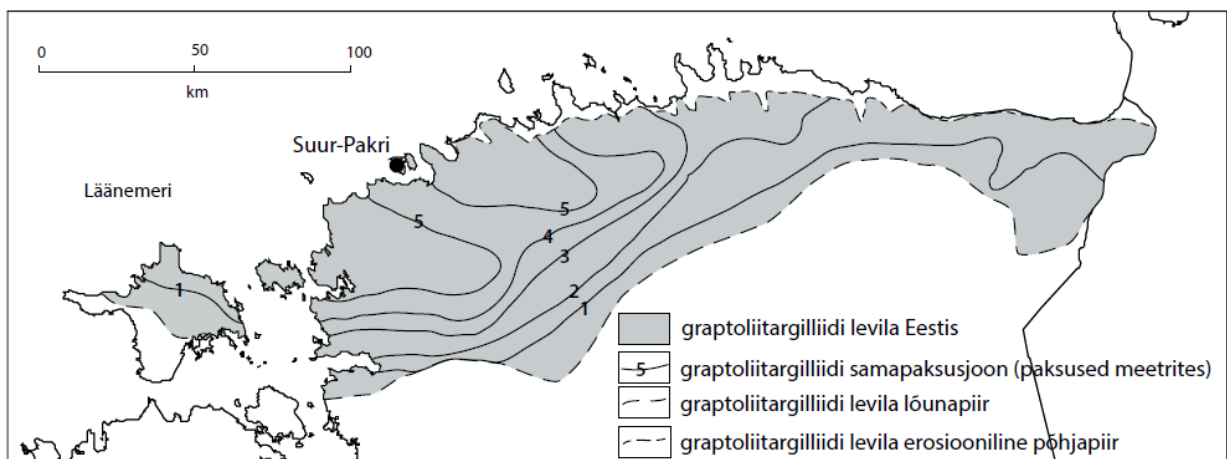 0 50 100
km
Suur-Pakri
Läänemeri
5
5
4
3
2
1
1
graptoliitargilliidi levila Eestis
5 graptoliitargilliidi samapaksusjoon (paksused meetrites)
graptoliitargilliidi levila lóunapiir
graptoliitargilliidi levila erosiooniline põhjapiir